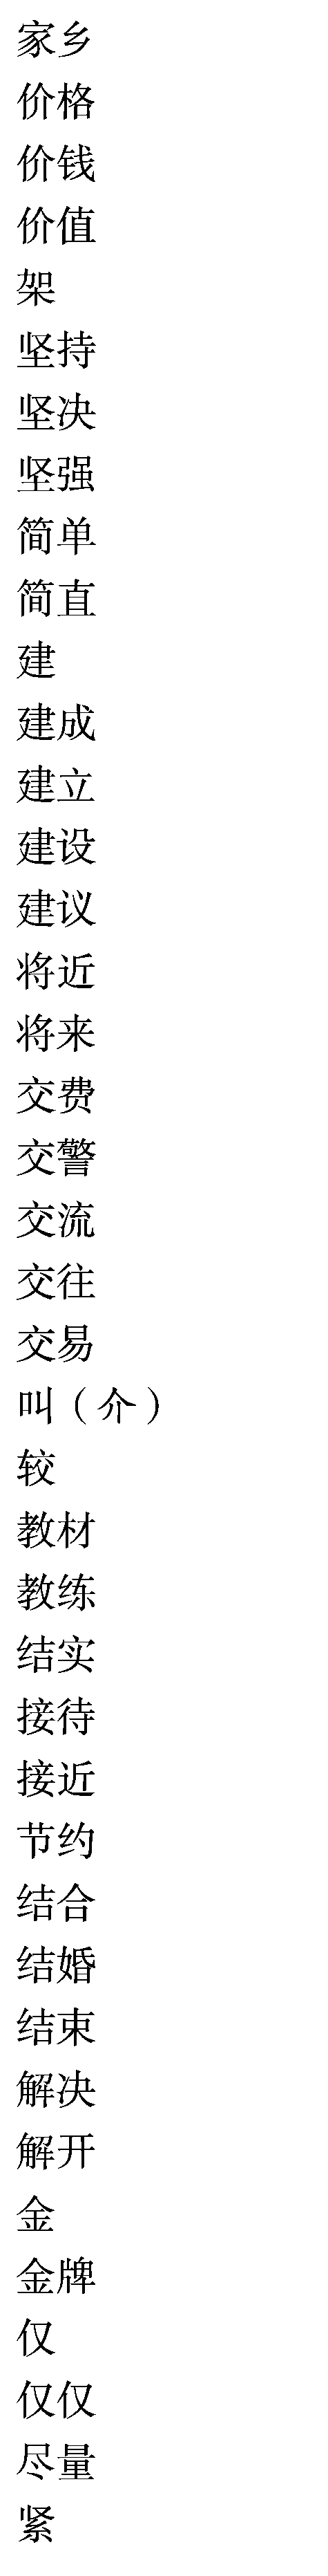 家乡
价格
价钱
价值
架
坚持
坚决
坚强
简单
简直
建
建成
建立
建设
建议
将近
将来
交费
交警
交流
交往
交易
叫（介）
较
教材
教练
结实
接待
接近
节约
结合
结婚
结束
解决
解开
金
金牌
仅
仅仅
尽量
紧